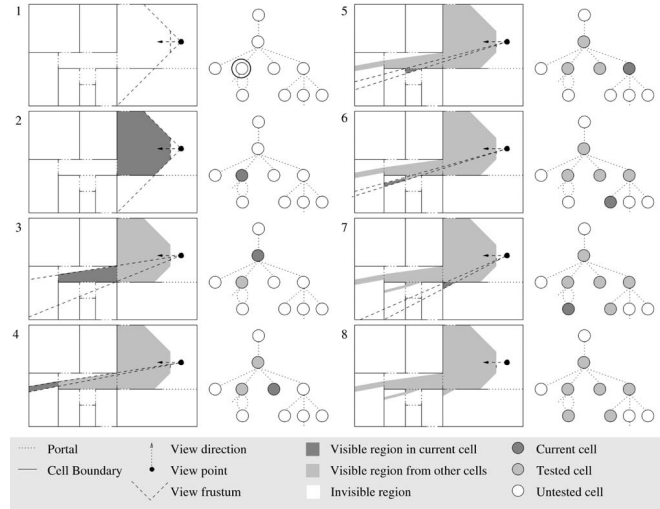 1
2
3
4
5
6
7
8
Portal
Cell Boundary
View direction
View point
View frustum
Visible region in current cell
Visible region from other cells
Invisible region
Current cell
Tested cell
Untested cell